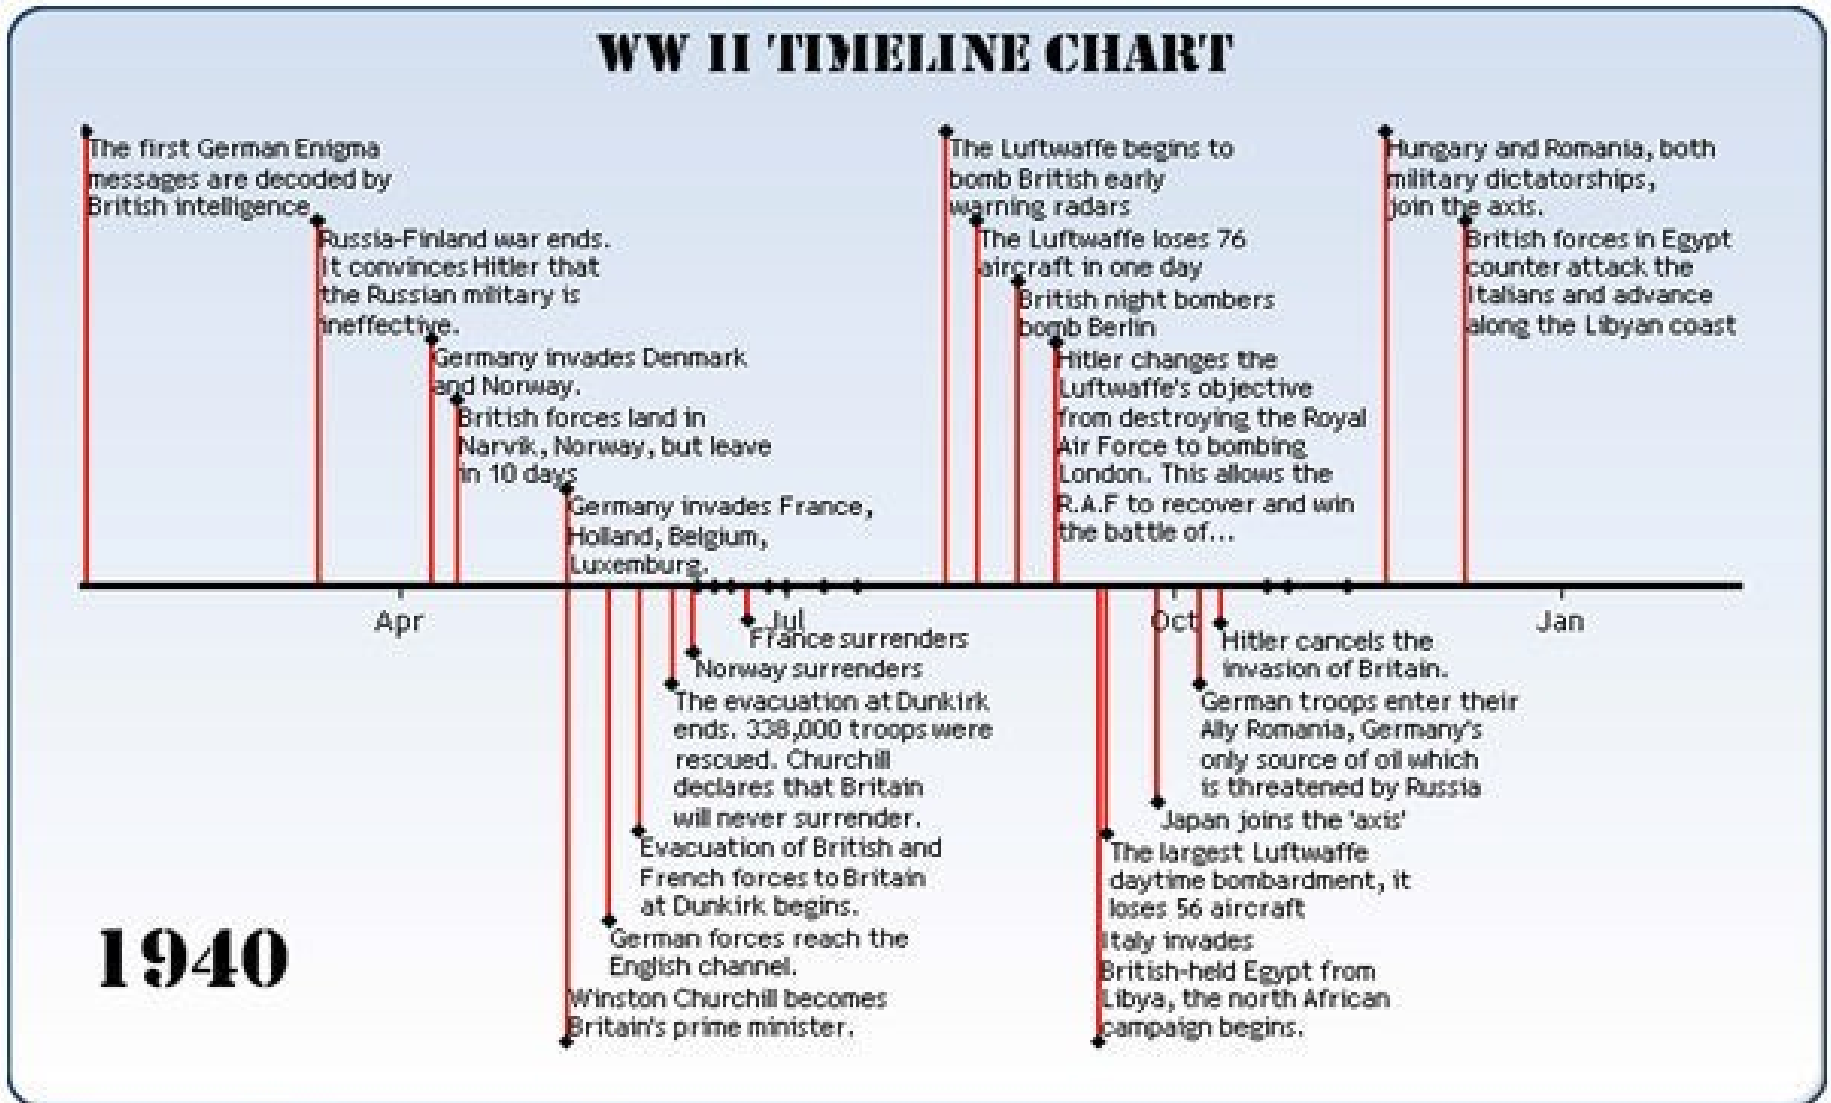 WW II TIMELINE CHART
The first German Enigma
messages are decoded by
British intelligence
Russia-Finland war ends.
It convinces Hitler that
the Russian military is
ineffective.
Germany invades Denmark
and Norway.
British forces land in
Narvik, Norway, but leave
in 10 days
Germany invades France,
Holland, Belgium,
Luxemburg.
The Luftwaffe begins to
bomb British early
warning radars
The Luftwaffe loses 76
aircraft in one day
British night bombers
bomb Berlin
Hitler changes the
Luftwaffe's objective
from destroying the Royal
Air Force to bombing
London. This allows the
R.A.F to recover and win
the battle of...
Hungary and Romania, both
military dictatorships,
join the axis.
British forces in Egypt
counter attack the
Italians and advance
along the Libyan coast
Apr
Jul
Oct
Jan
France surrenders
Norway surrenders
The evacuation at Dunkirk
ends. 338,000 troops were
rescued. Churchill
declares that Britain
will never surrender.
Evacuation of British and
French forces to Britain
at Dunkirk begins.
German forces reach the
English channel.
Winston Churchill becomes
Britain's prime minister.
Hitler cancels the
invasion of Britain.
German troops enter their
Ally Romania, Germany's
only source of oil which
is threatened by Russia
Japan joins the 'axis'
The largest Luftwaffe
daytime bombardment, it
loses 56 aircraft
Italy invades
British-held Egypt from
Libya, the north African
campaign begins.
1940